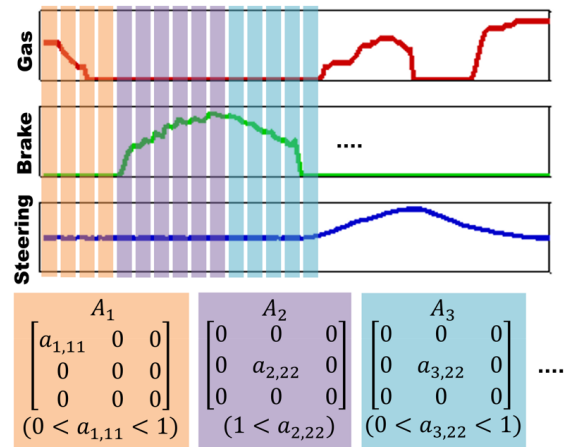 Gas
Brake
....
Steering
A₁
[a₁,₁₁ 0 0
0 0 0
0 0 0]
(0 < a₁,₁₁ < 1)
A₂
[0 0 0
0 a₂,₂₂ 0
0 0 0]
(1 < a₂,₂₂)
A₃
[0 0 0
0 a₃,₂₂ 0
0 0 0]
(0 < a₃,₂₂ < 1)
....